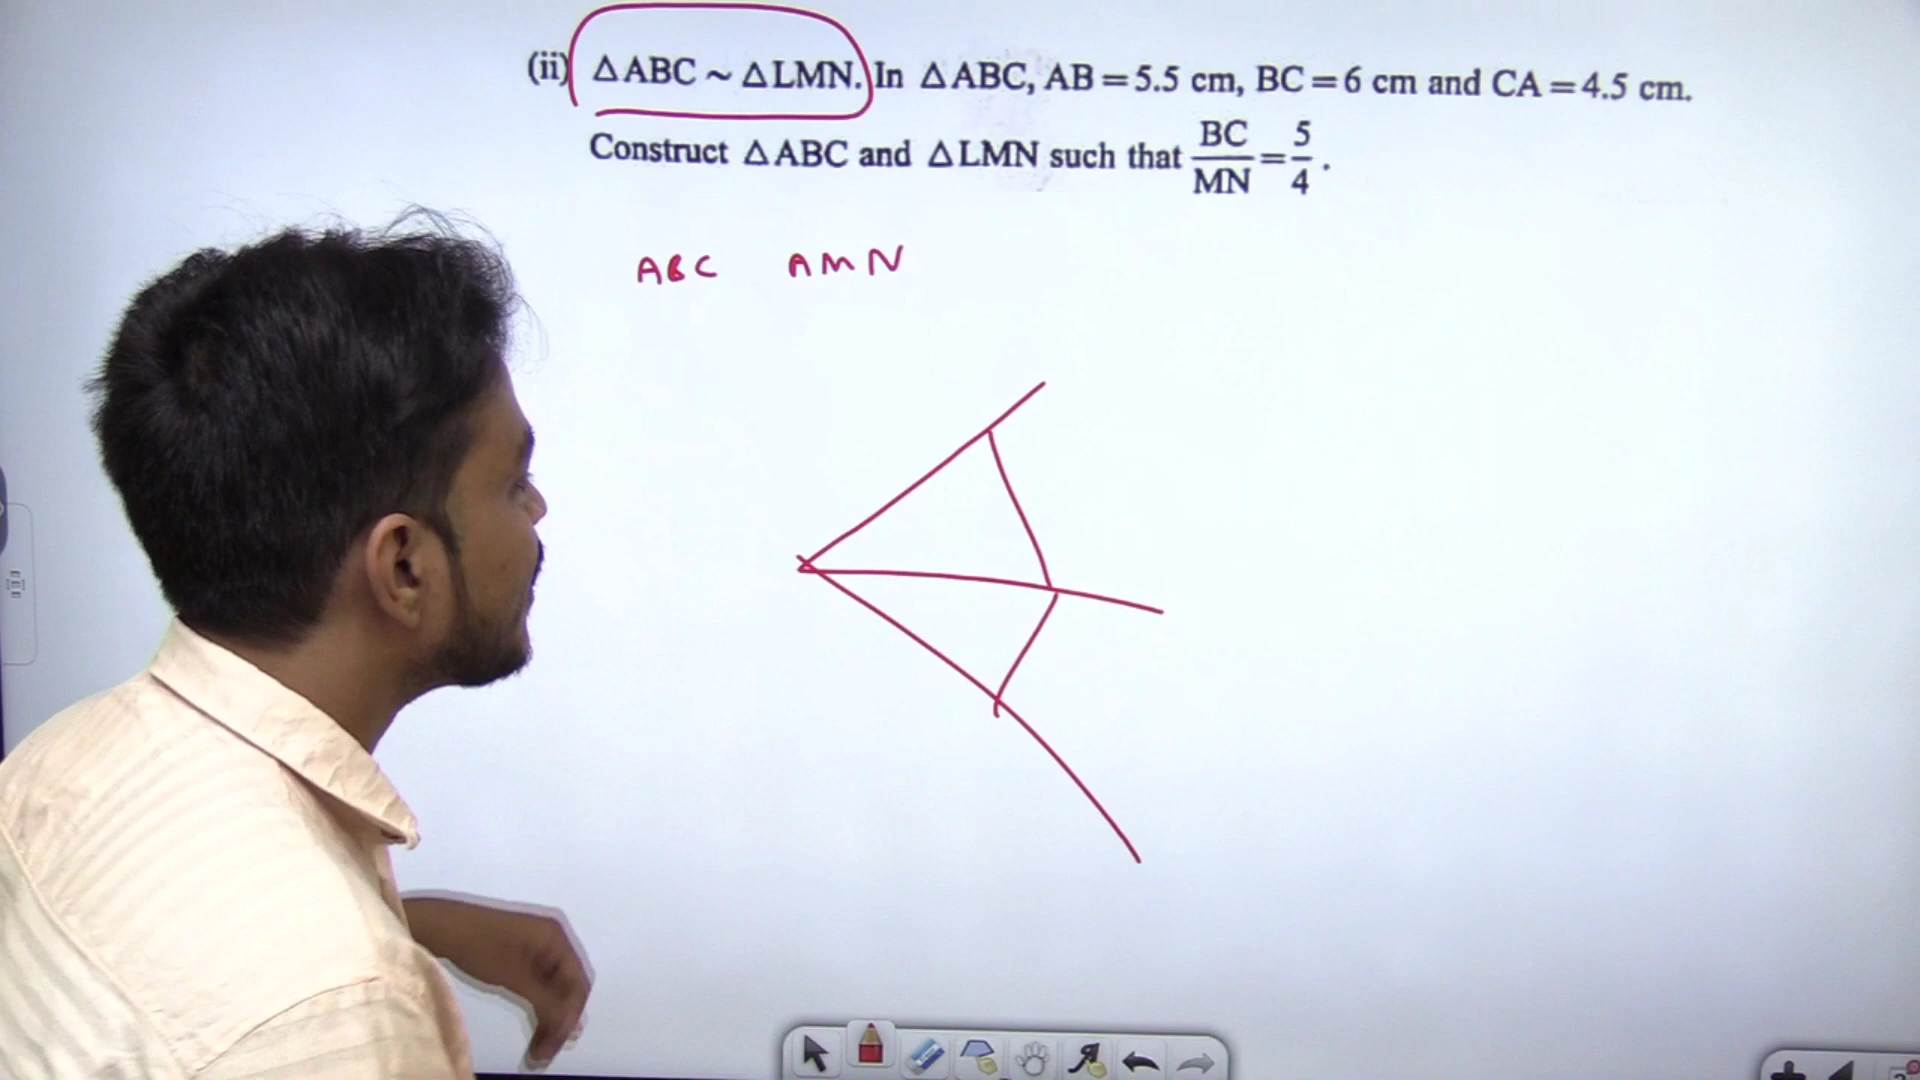 (ii) △ABC ~ △LMN. In △ABC, AB = 5.5 cm, BC = 6 cm and CA = 4.5 cm.
Construct △ABC and △LMN such that BC/MN = 5/4.
ABC AMN